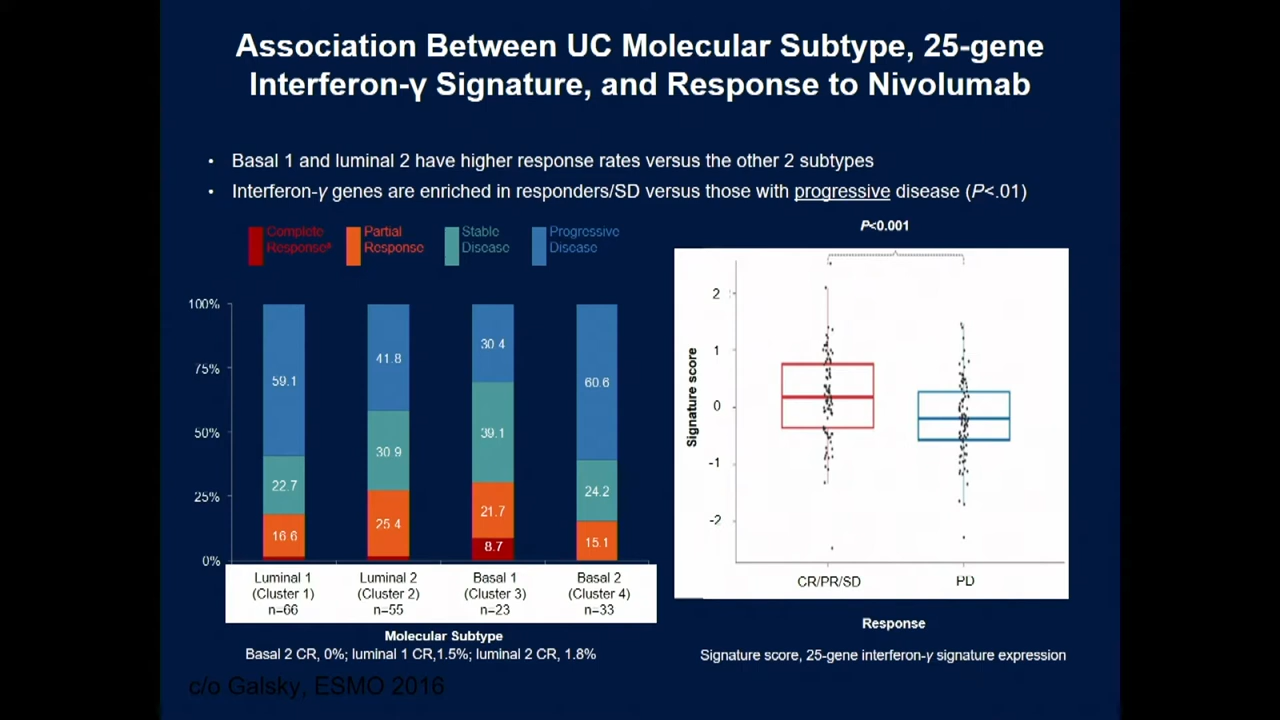 Association Between UC Molecular Subtype, 25-gene
Interferon-γ Signature, and Response to Nivolumab
• Basal 1 and luminal 2 have higher response rates versus the other 2 subtypes
• Interferon-γ genes are enriched in responders/SD versus those with progressive disease (P<.01)
Complete
Responseª
Partial
Response
Stable
Disease
Progressive
Disease
100%
75%
50%
25%
0%
59.1
22.7
16.6
41.8
30.9
25.4
30.4
39.1
21.7
8.7
60.6
24.2
15.1
Luminal 1
(Cluster 1)
n=66
Luminal 2
(Cluster 2)
n=55
Basal 1
(Cluster 3)
n=23
Basal 2
(Cluster 4)
n=33
Molecular Subtype
Basal 2 CR, 0%; luminal 1 CR,1.5%; luminal 2 CR, 1.8%
P<0.001
Signature score
2
1
0
-1
-2
CR/PR/SD
PD
Response
Signature score, 25-gene interferon-γ signature expression
c/o Galsky, ESMO 2016